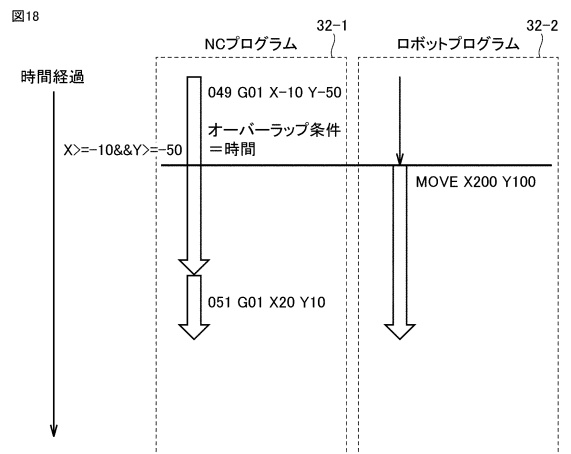 図18
32-1
32-2
NCプログラム
ロボットプログラム
時間経過
049 G01 X-10 Y-50
オーバーラップ条件
＝時間
X>=-10&&Y>=-50
MOVE X200 Y100
051 G01 X20 Y10